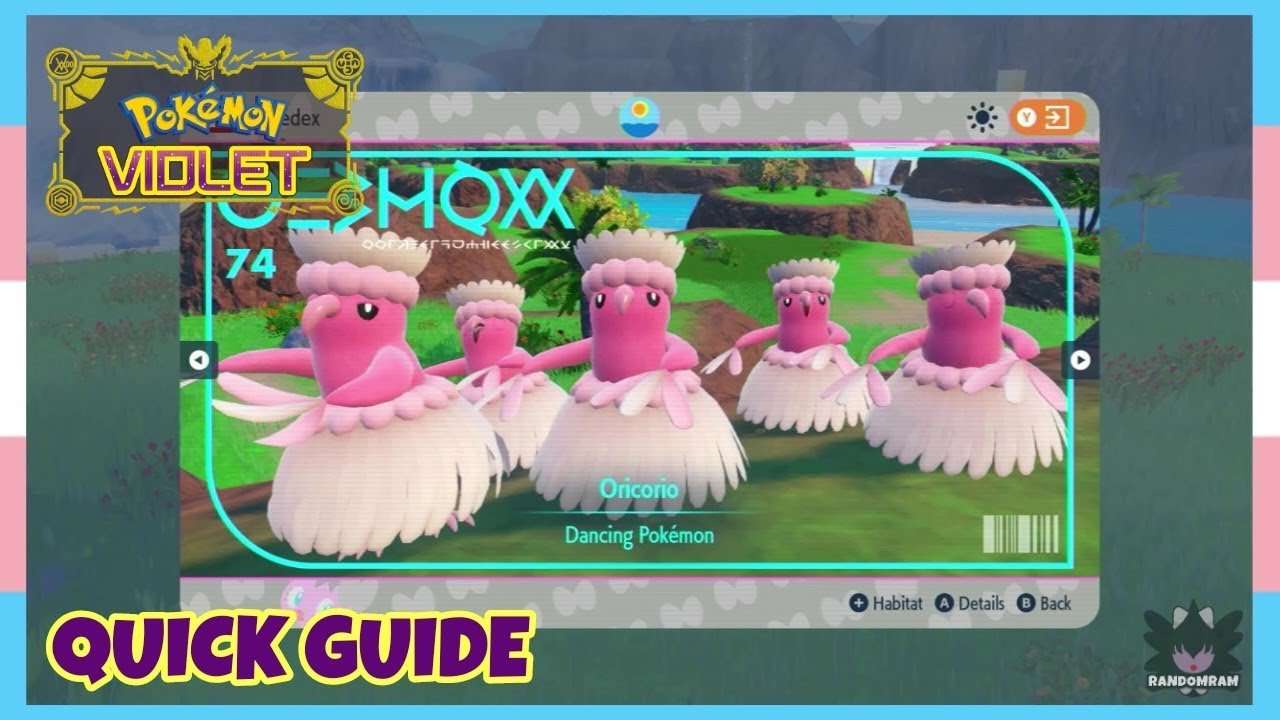 POKéMON
VIOLET
edex
Y
74
Oricorio
Dancing Pokémon
+ Habitat A Details B Back
QUICK GUIDE
RANDOMRAM